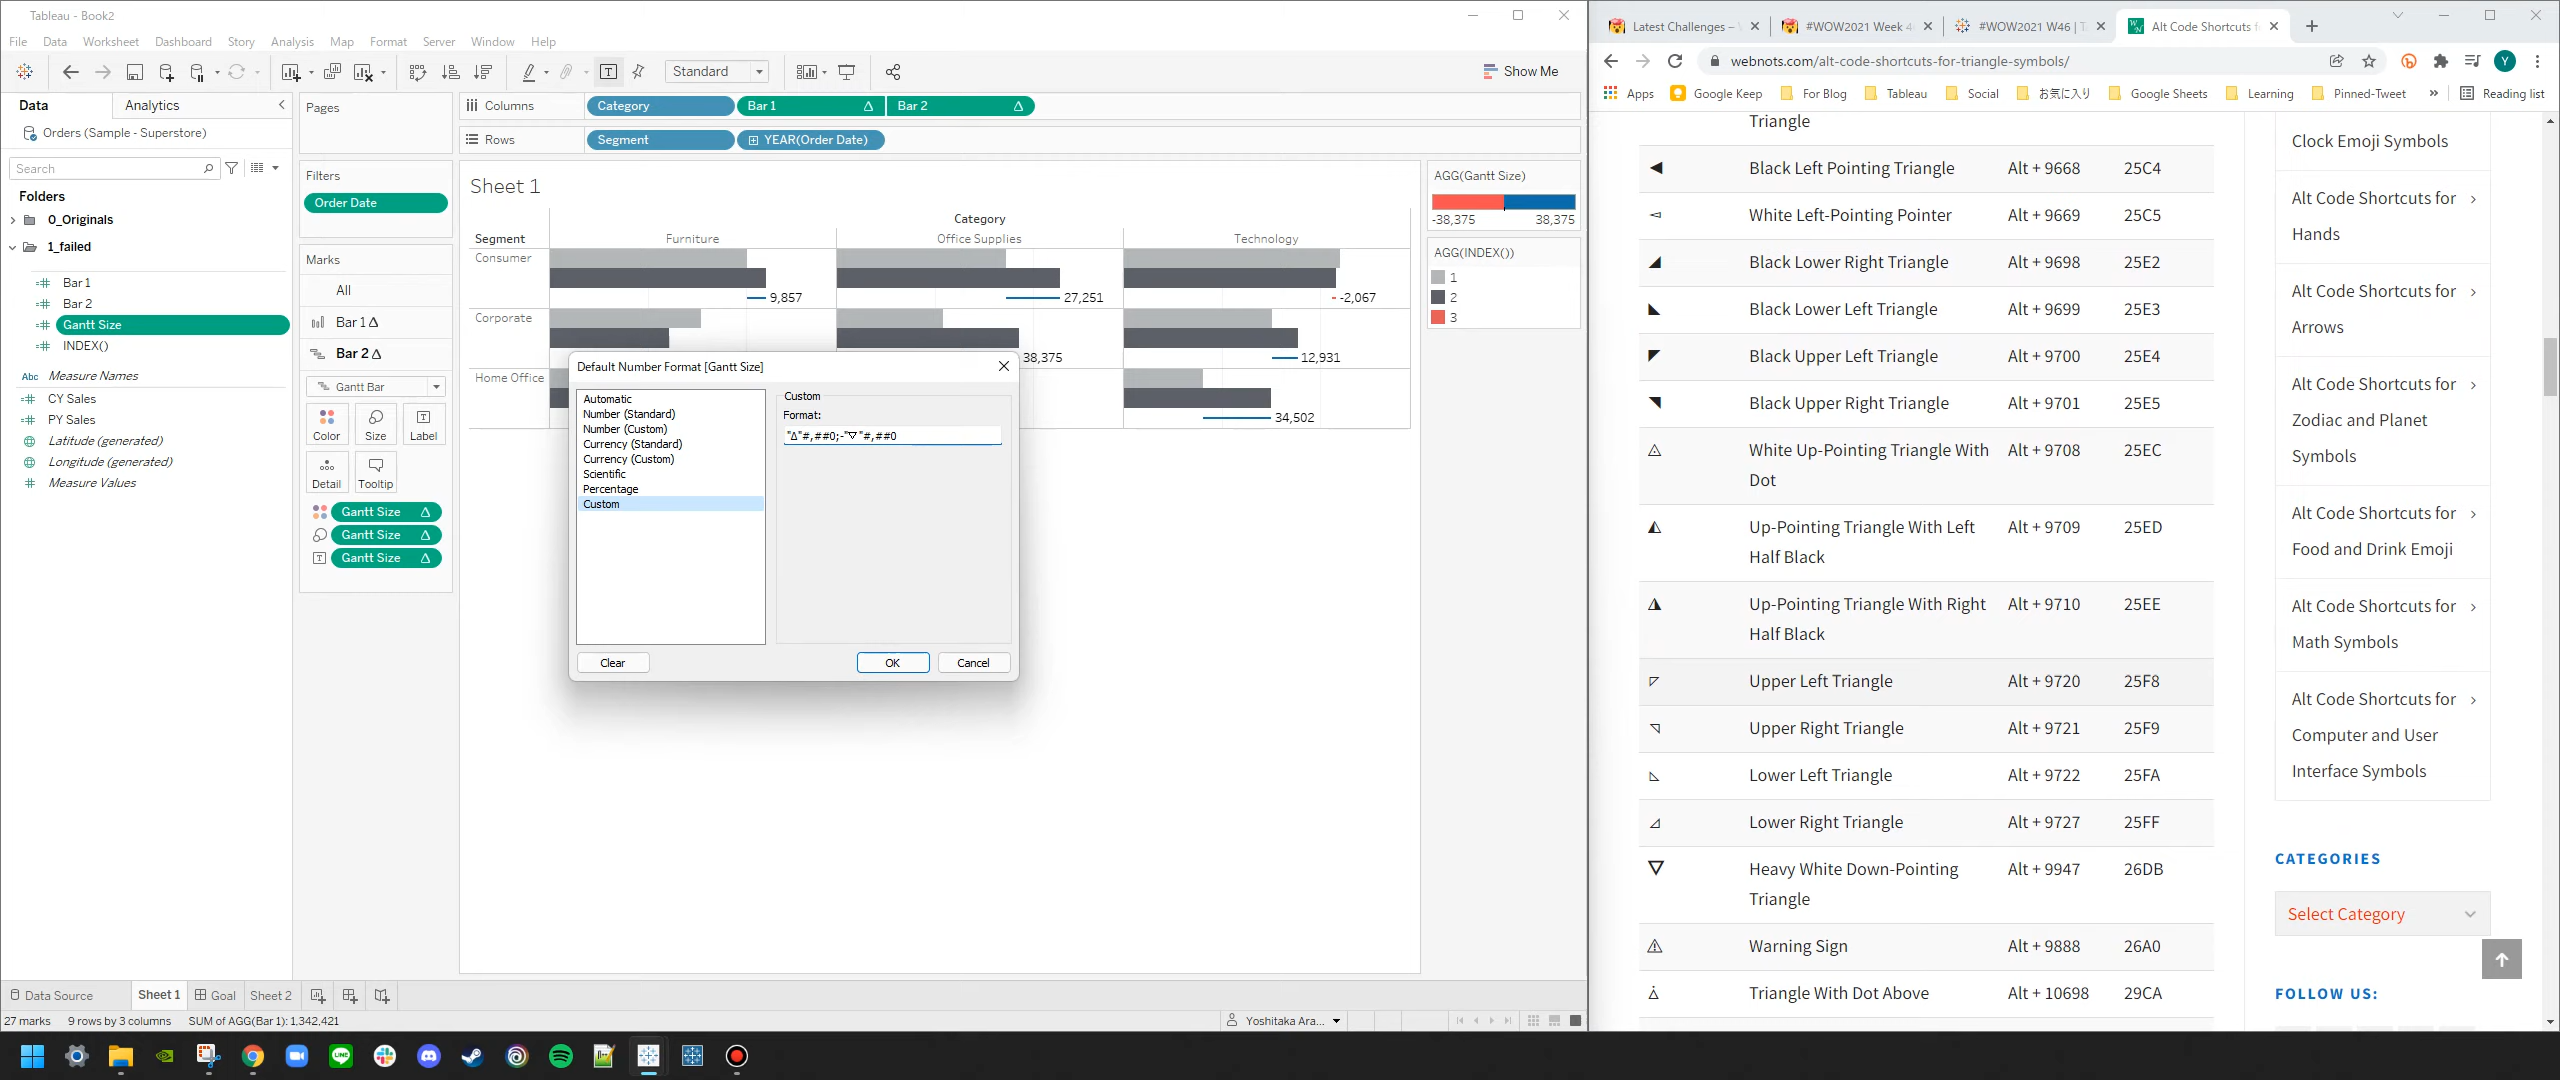 Tableau - Book2
File Data Worksheet Dashboard Story Analysis Map Format Server Window Help
Standard
Show Me
Data Analytics
Orders (Sample - Superstore)
Search
Folders
0_Originals
1_failed
Bar 1
Bar 2
Gantt Size
INDEX()
Abc Measure Names
CY Sales
PY Sales
Latitude (generated)
Longitude (generated)
Measure Values
Pages
Filters
Order Date
Marks
All
Bar 1 Δ
Bar 2 Δ
Gantt Bar
Color Size Label
Detail Tooltip
Gantt Size Δ
Gantt Size Δ
Gantt Size Δ
Columns Category Bar 1 Δ Bar 2 Δ
Rows Segment YEAR(Order Date)
Sheet 1
Category
Segment Furniture Office Supplies Technology
Consumer
9,857 27,251 -2,067
Corporate
38,375 12,931
Home Office
34,502
AGG(Gantt Size)
-38,375 38,375
AGG(INDEX())
1
2
3
Default Number Format [Gantt Size]
Automatic
Number (Standard)
Number (Custom)
Currency (Standard)
Currency (Custom)
Scientific
Percentage
Custom
Custom
Format:
"Δ"#,##0;-"▽"#,##0
Clear OK Cancel
Data Source Sheet 1 Goal Sheet 2
27 marks 9 rows by 3 columns SUM of AGG(Bar 1): 1,342,421
Yoshitaka Ara...
Latest Challenges –
#WOW2021 Week 4
#WOW2021 W46 | T
Alt Code Shortcuts f
webnots.com/alt-code-shortcuts-for-triangle-symbols/
Y
Apps Google Keep For Blog Tableau Social お気に入り Google Sheets Learning Pinned-Tweet » Reading list
Triangle
◄ Black Left Pointing Triangle Alt + 9668 25C4
◅ White Left-Pointing Pointer Alt + 9669 25C5
◢ Black Lower Right Triangle Alt + 9698 25E2
◣ Black Lower Left Triangle Alt + 9699 25E3
◤ Black Upper Left Triangle Alt + 9700 25E4
◥ Black Upper Right Triangle Alt + 9701 25E5
◬ White Up-Pointing Triangle With Alt + 9708 25EC
Dot
◭ Up-Pointing Triangle With Left Alt + 9709 25ED
Half Black
◮ Up-Pointing Triangle With Right Alt + 9710 25EE
Half Black
◸ Upper Left Triangle Alt + 9720 25F8
◹ Upper Right Triangle Alt + 9721 25F9
◺ Lower Left Triangle Alt + 9722 25FA
◿ Lower Right Triangle Alt + 9727 25FF
⛛ Heavy White Down-Pointing Alt + 9947 26DB
Triangle
⚠ Warning Sign Alt + 9888 26A0
⧊ Triangle With Dot Above Alt + 10698 29CA
Clock Emoji Symbols
Alt Code Shortcuts for
Hands
Alt Code Shortcuts for
Arrows
Alt Code Shortcuts for
Zodiac and Planet
Symbols
Alt Code Shortcuts for
Food and Drink Emoji
Alt Code Shortcuts for
Math Symbols
Alt Code Shortcuts for
Computer and User
Interface Symbols
CATEGORIES
Select Category
FOLLOW US: